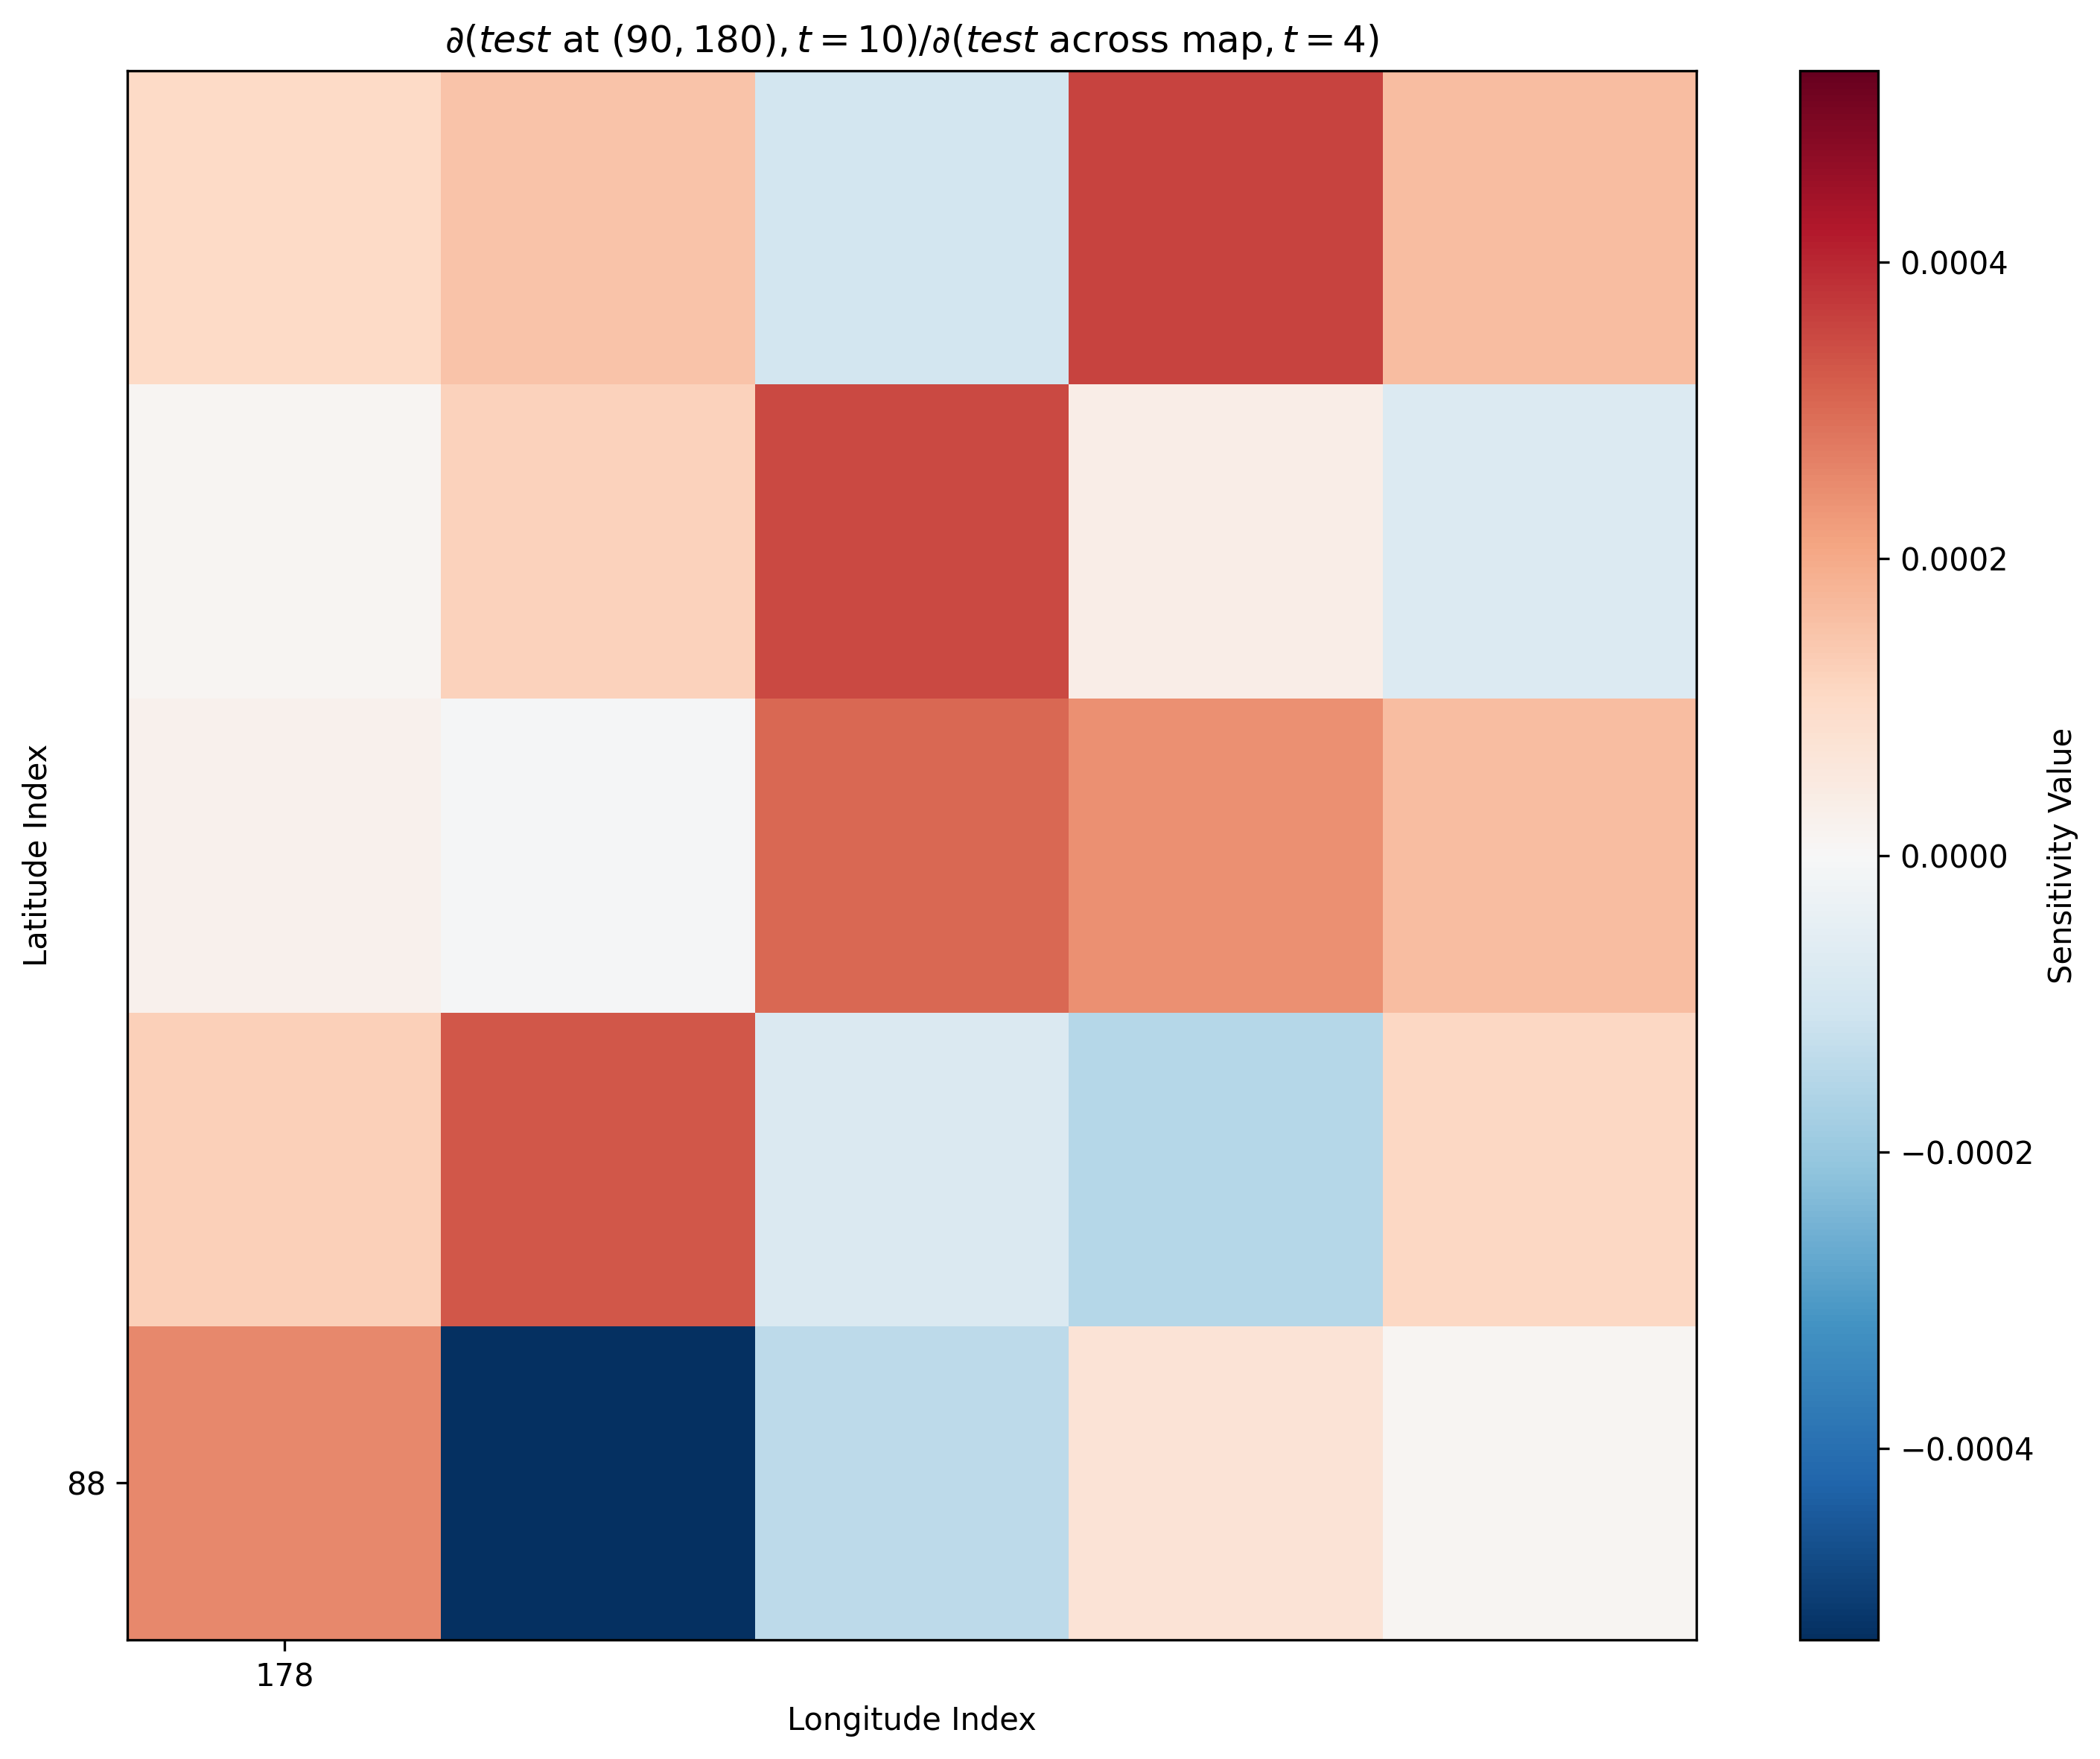 ∂(test at (90, 180), t = 10)/∂(test across map, t = 4)
Latitude Index
88
178
Longitude Index
0.0004
0.0002
0.0000
−0.0002
−0.0004
Sensitivity Value